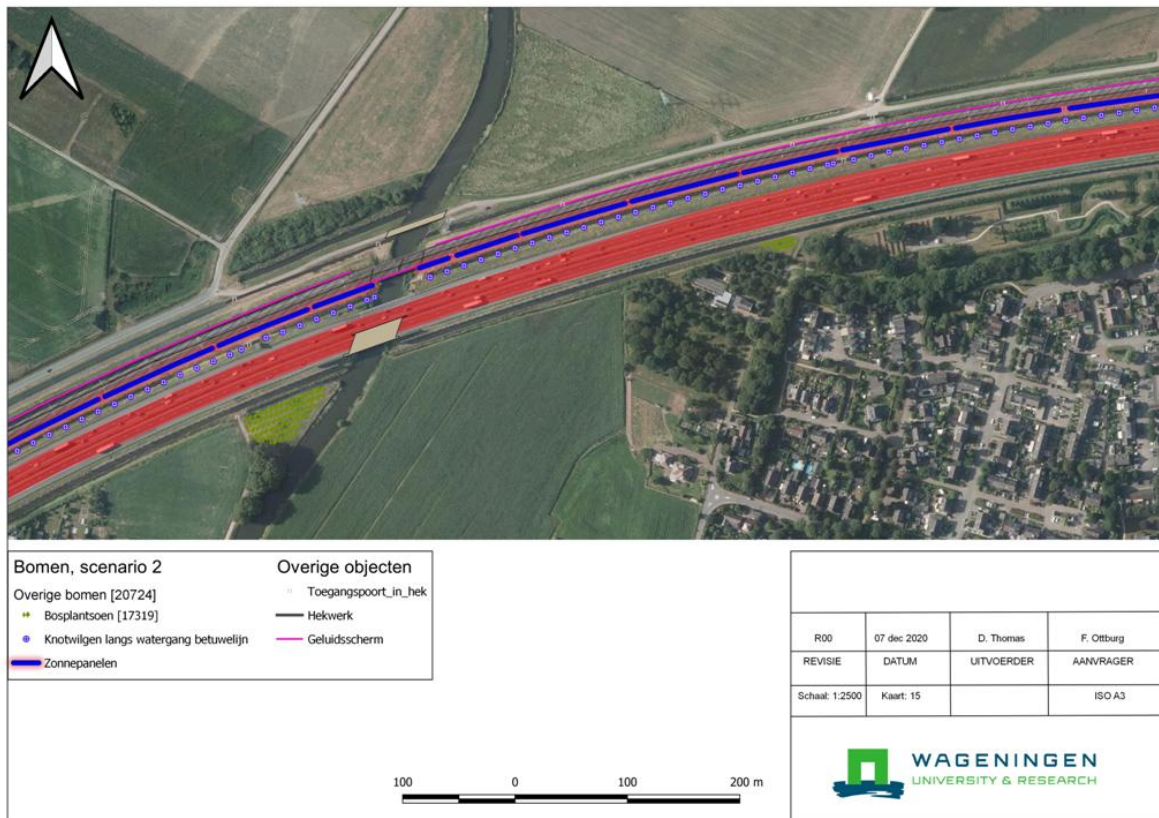 Bomen, scenario 2
Overige bomen [20724]
Bosplantsoen [17319]
Knotwilgen langs watergang betuwelijn
Zonnepanelen
Overige objecten
Toegangspoort_in_hek
Hekwerk
Geluidsscherm
100 0 100 200 m
R00 07 dec 2020 D. Thomas F. Ottburg
REVISIE DATUM UITVOERDER AANVRAGER
Schaal: 1:2500 Kaart: 15 ISO A3
WAGENINGEN
UNIVERSITY & RESEARCH